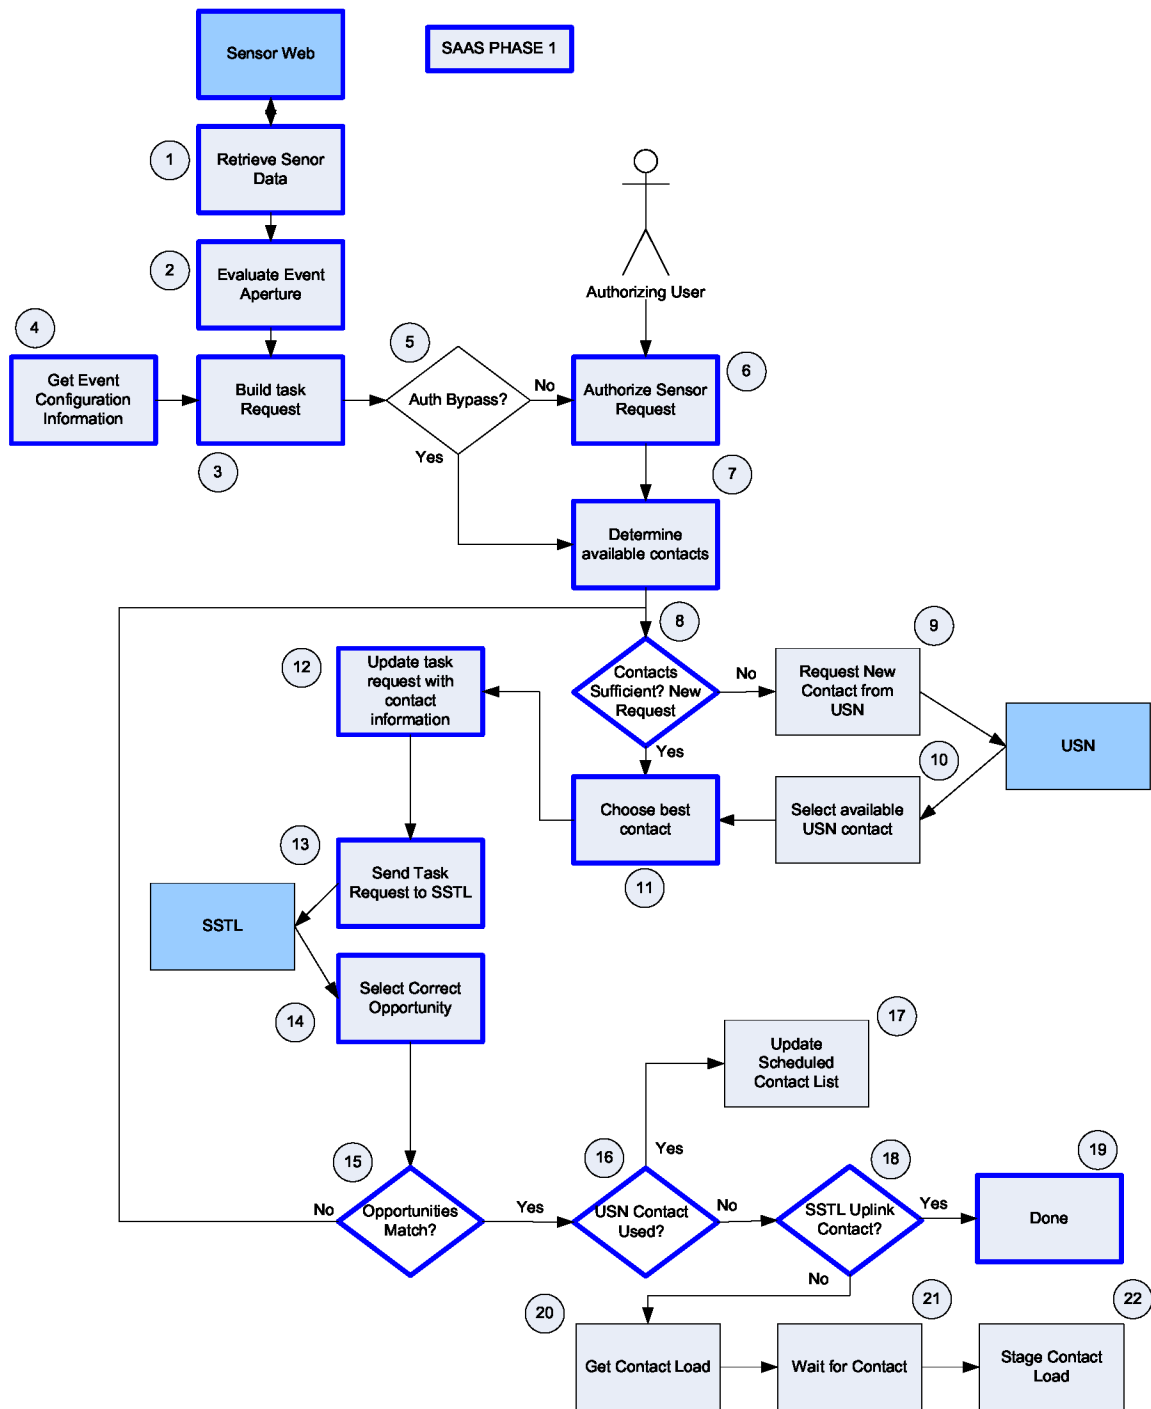 Sensor Web
SAAS PHASE 1
1
Retrieve Senor
Data
2
Evaluate Event
Aperture
Authorizing User
4
5
6
Get Event
Configuration
Information
Build task
Request
Auth Bypass?
No
Authorize Sensor
Request
3
Yes
7
Determine
available contacts
8
9
12
Update task
request with
contact
information
Contacts
Sufficient? New
Request
No
Request New
Contact from
USN
USN
Yes
10
Choose best
contact
Select available
USN contact
11
13
Send Task
Request to SSTL
SSTL
14
Select Correct
Opportunity
17
Update
Scheduled
Contact List
15
16
Yes
18
19
No
Opportunities
Match?
Yes
USN Contact
Used?
No
SSTL Uplink
Contact?
Yes
Done
No
20
21
22
Get Contact Load
Wait for Contact
Stage Contact
Load